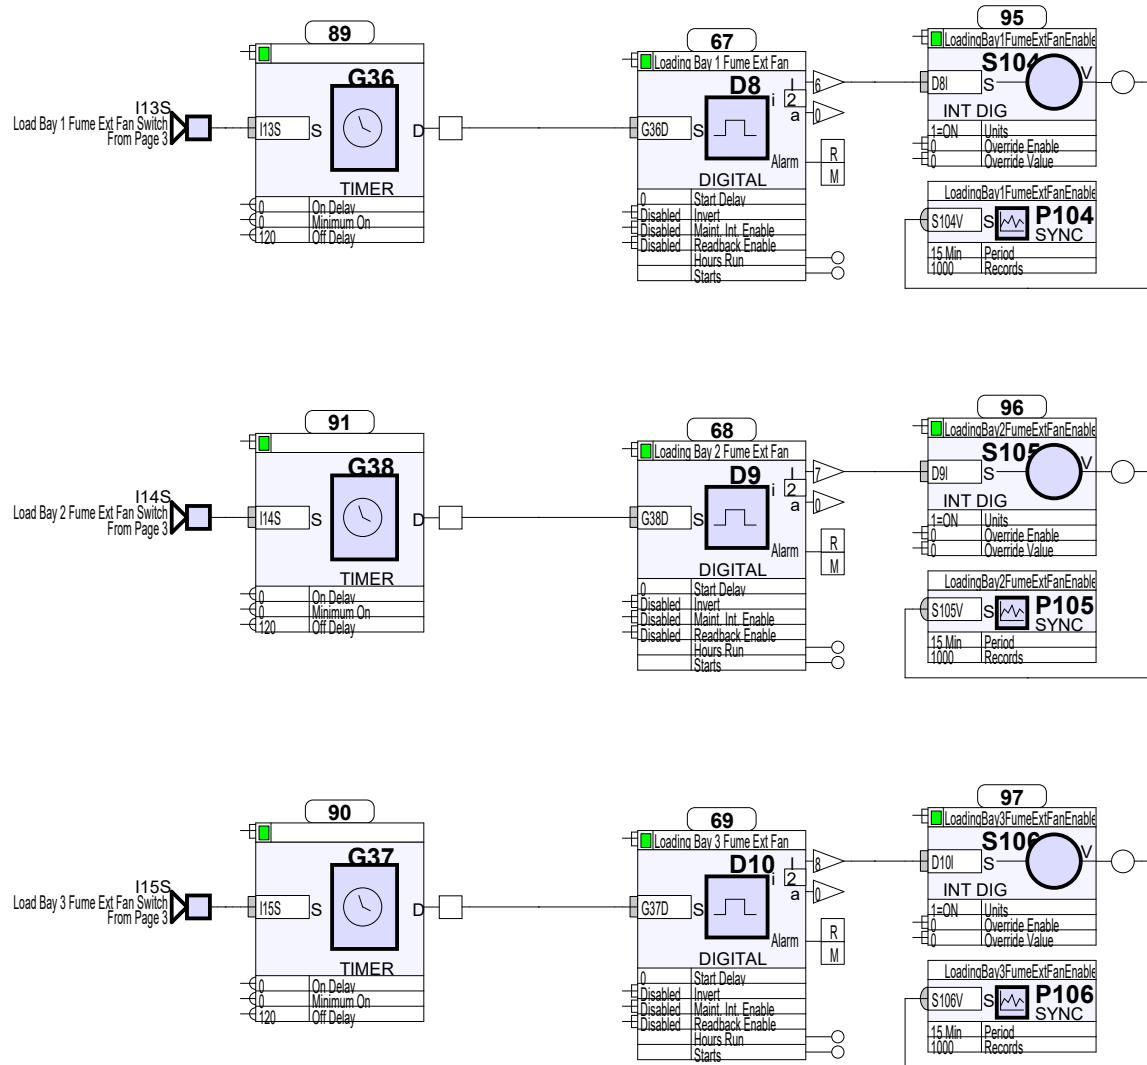 89
G36
I13S
Load Bay 1 Fume Ext Fan Switch
From Page 3
I13S S D
TIMER
0 On Delay
0 Minimum On
120 Off Delay
67
Loading Bay 1 Fume Ext Fan
D8
I 6
i 2
a 0
G36D S
Alarm R
M
DIGITAL
0 Start Delay
Disabled Invert
Disabled Maint. Int. Enable
Disabled Readback Enable
Hours Run
Starts
95
LoadingBay1FumeExtFanEnable
S104
D8I S V
INT DIG
1=ON Units
0 Override Enable
0 Override Value
LoadingBay1FumeExtFanEnable
S104V S P104
SYNC
15 Min Period
1000 Records
91
G38
I14S
Load Bay 2 Fume Ext Fan Switch
From Page 3
I14S S D
TIMER
0 On Delay
0 Minimum On
120 Off Delay
68
Loading Bay 2 Fume Ext Fan
D9
I 7
i 2
a 0
G38D S
Alarm R
M
DIGITAL
0 Start Delay
Disabled Invert
Disabled Maint. Int. Enable
Disabled Readback Enable
Hours Run
Starts
96
LoadingBay2FumeExtFanEnable
S105
D9I S V
INT DIG
1=ON Units
0 Override Enable
0 Override Value
LoadingBay2FumeExtFanEnable
S105V S P105
SYNC
15 Min Period
1000 Records
90
G37
I15S
Load Bay 3 Fume Ext Fan Switch
From Page 3
I15S S D
TIMER
0 On Delay
0 Minimum On
120 Off Delay
69
Loading Bay 3 Fume Ext Fan
D10
I 8
i 2
a 0
G37D S
Alarm R
M
DIGITAL
0 Start Delay
Disabled Invert
Disabled Maint. Int. Enable
Disabled Readback Enable
Hours Run
Starts
97
LoadingBay3FumeExtFanEnable
S106
D10I S V
INT DIG
1=ON Units
0 Override Enable
0 Override Value
LoadingBay3FumeExtFanEnable
S106V S P106
SYNC
15 Min Period
1000 Records